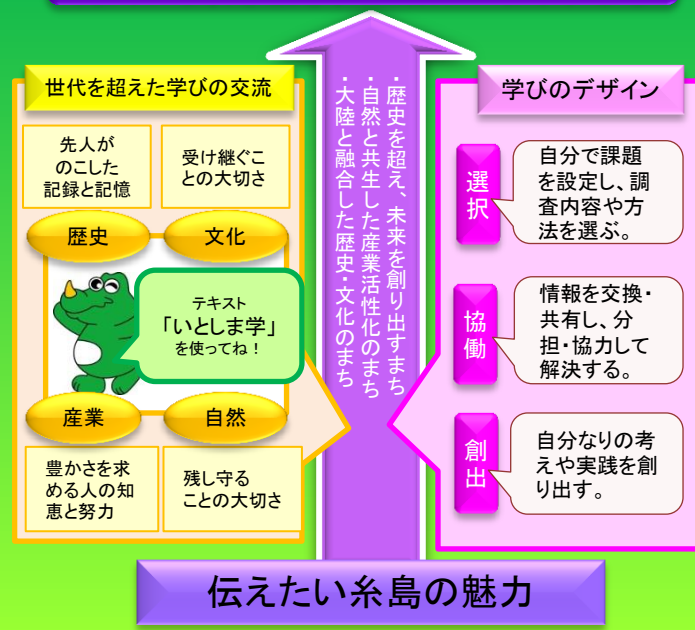 世代を超えた学びの交流
先人が
のこした
記録と記憶
受け継ぐこ
との大切さ
歴史
文化
テキスト
「いとしま学」
を使ってね！
産業
自然
豊かさを求
める人の知
恵と努力
残し守る
ことの大切さ
・歴史を超え、未来を創り出すまち
・自然と共生した産業活性化のまち
・大陸と融合した歴史・文化のまち
学びのデザイン
選択
自分で課題
を設定し、調
査内容や方
法を選ぶ。
協働
情報を交換・
共有し、分
担・協力して
解決する。
創出
自分なりの考
えや実践を創
り出す。
伝えたい糸島の魅力